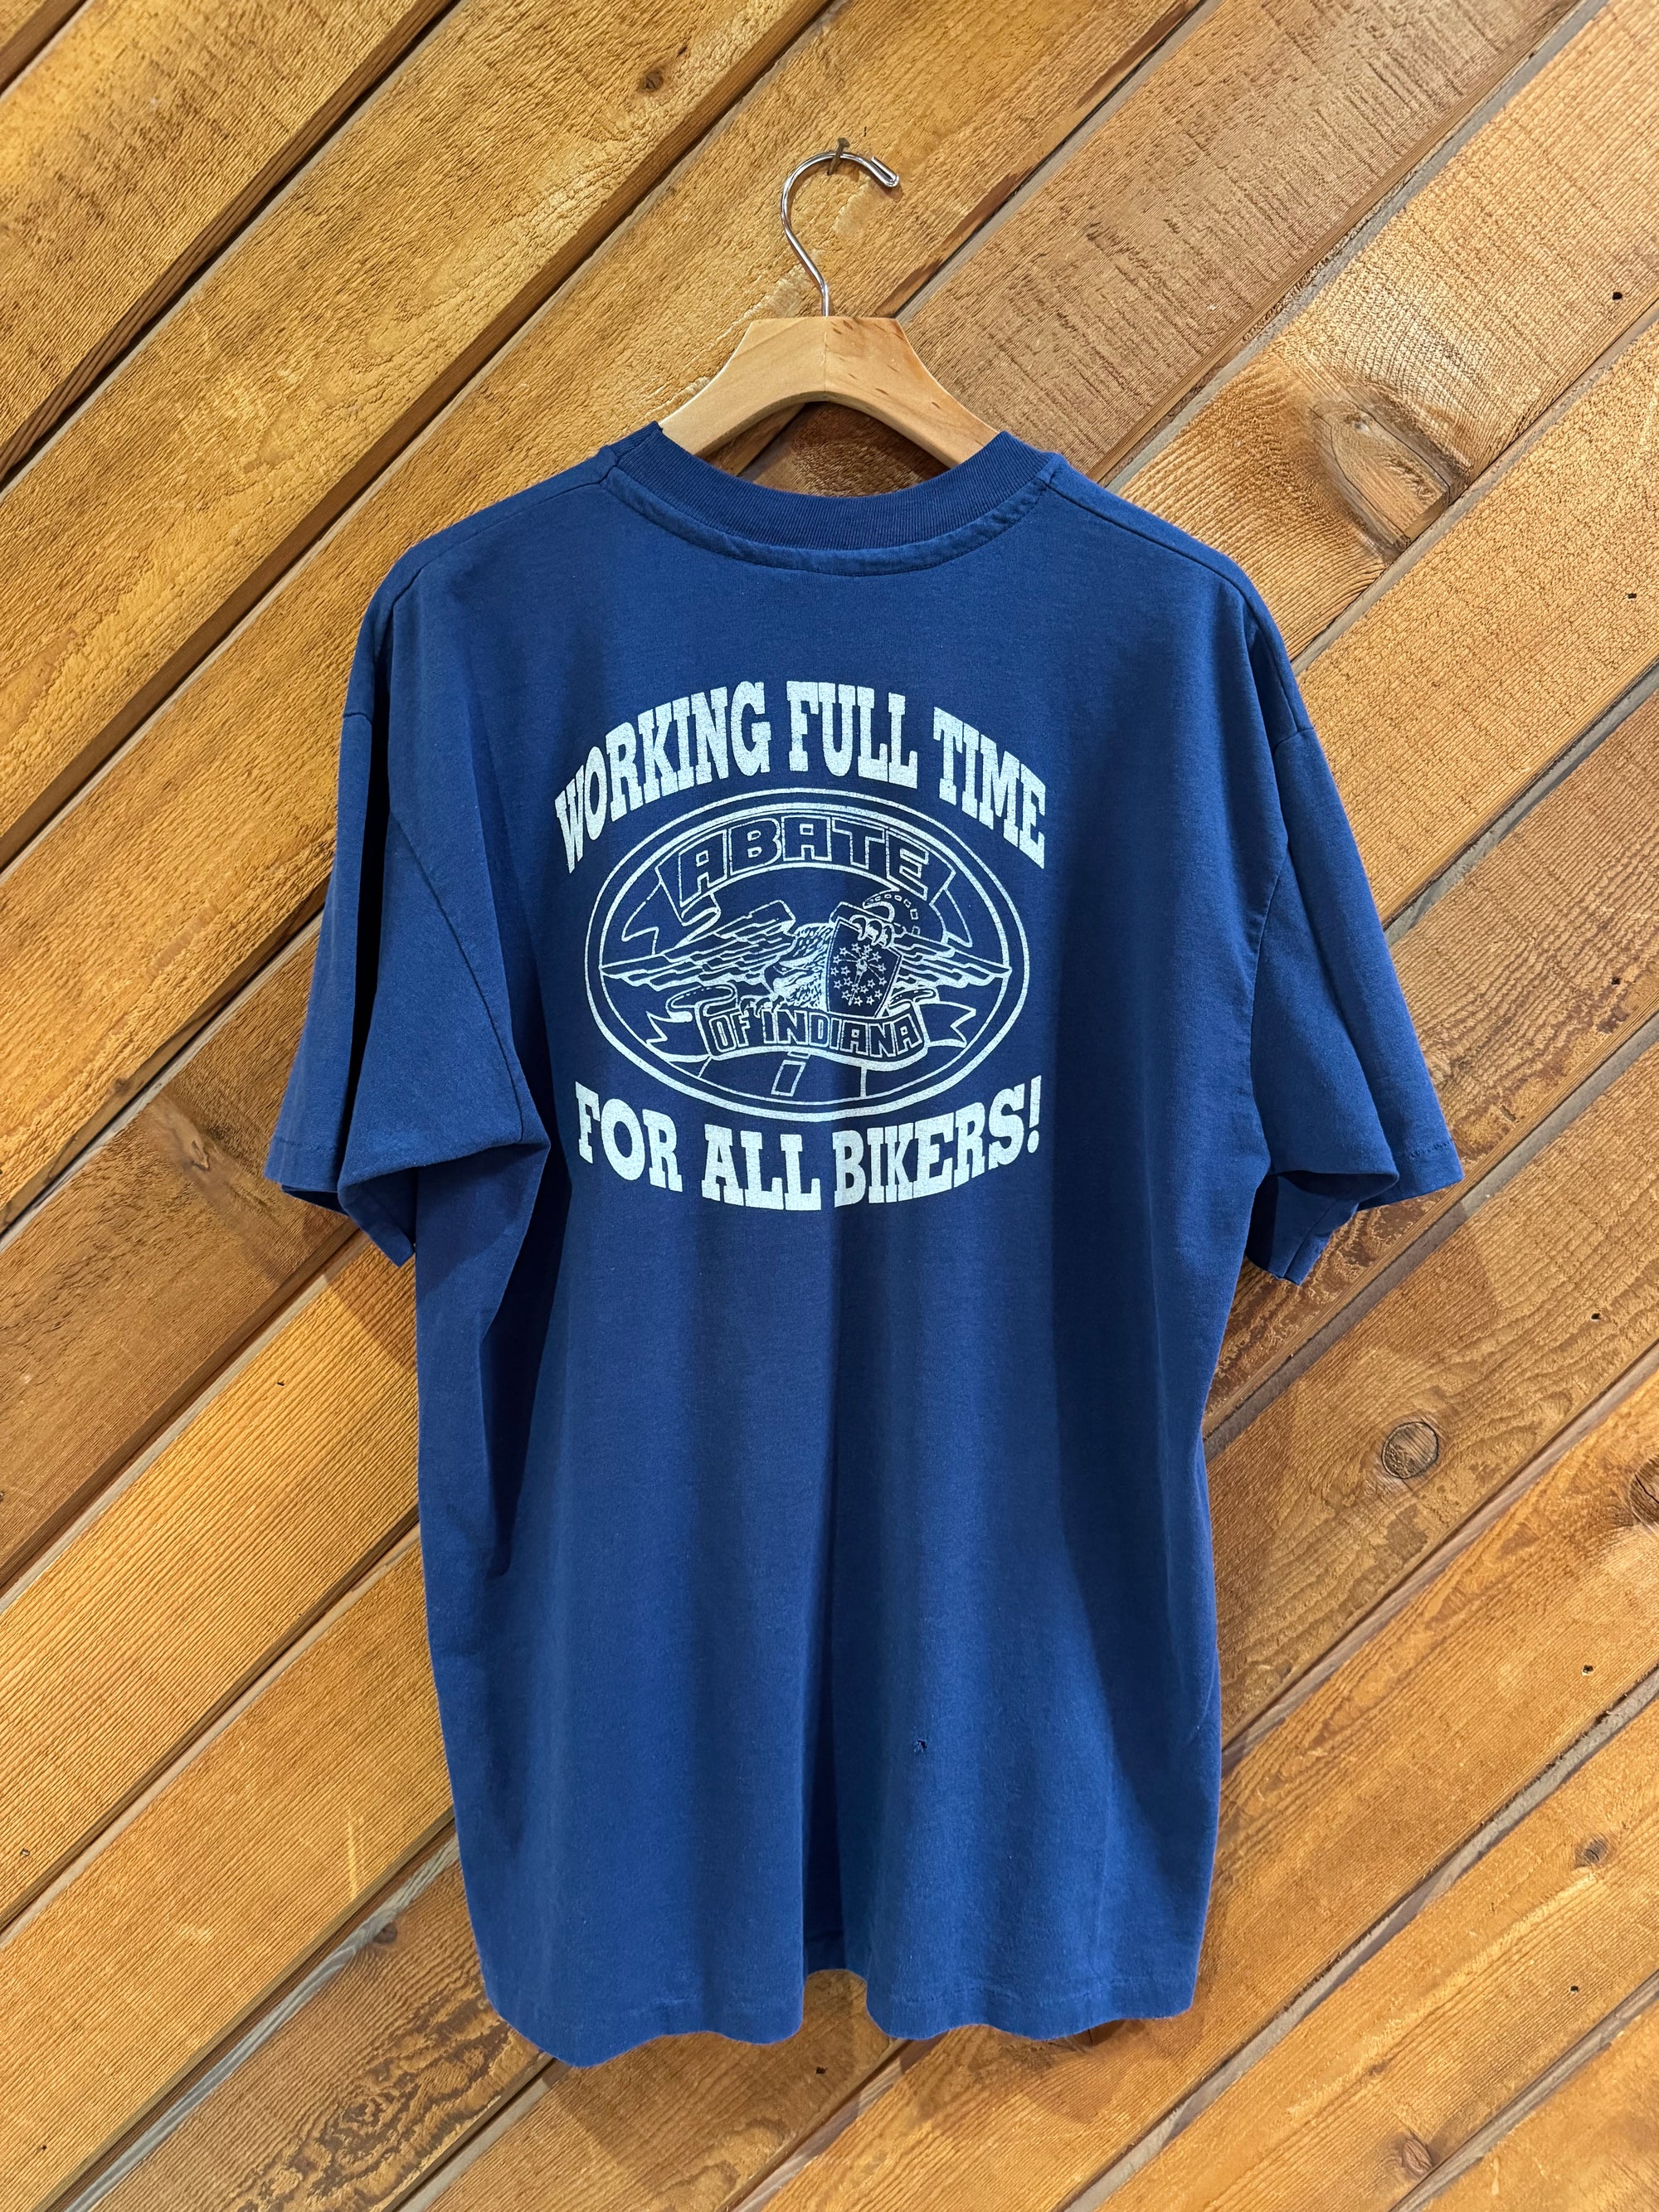 WORKING FULL TIME
ABATE
OF INDIANA
FOR ALL BIKERS!